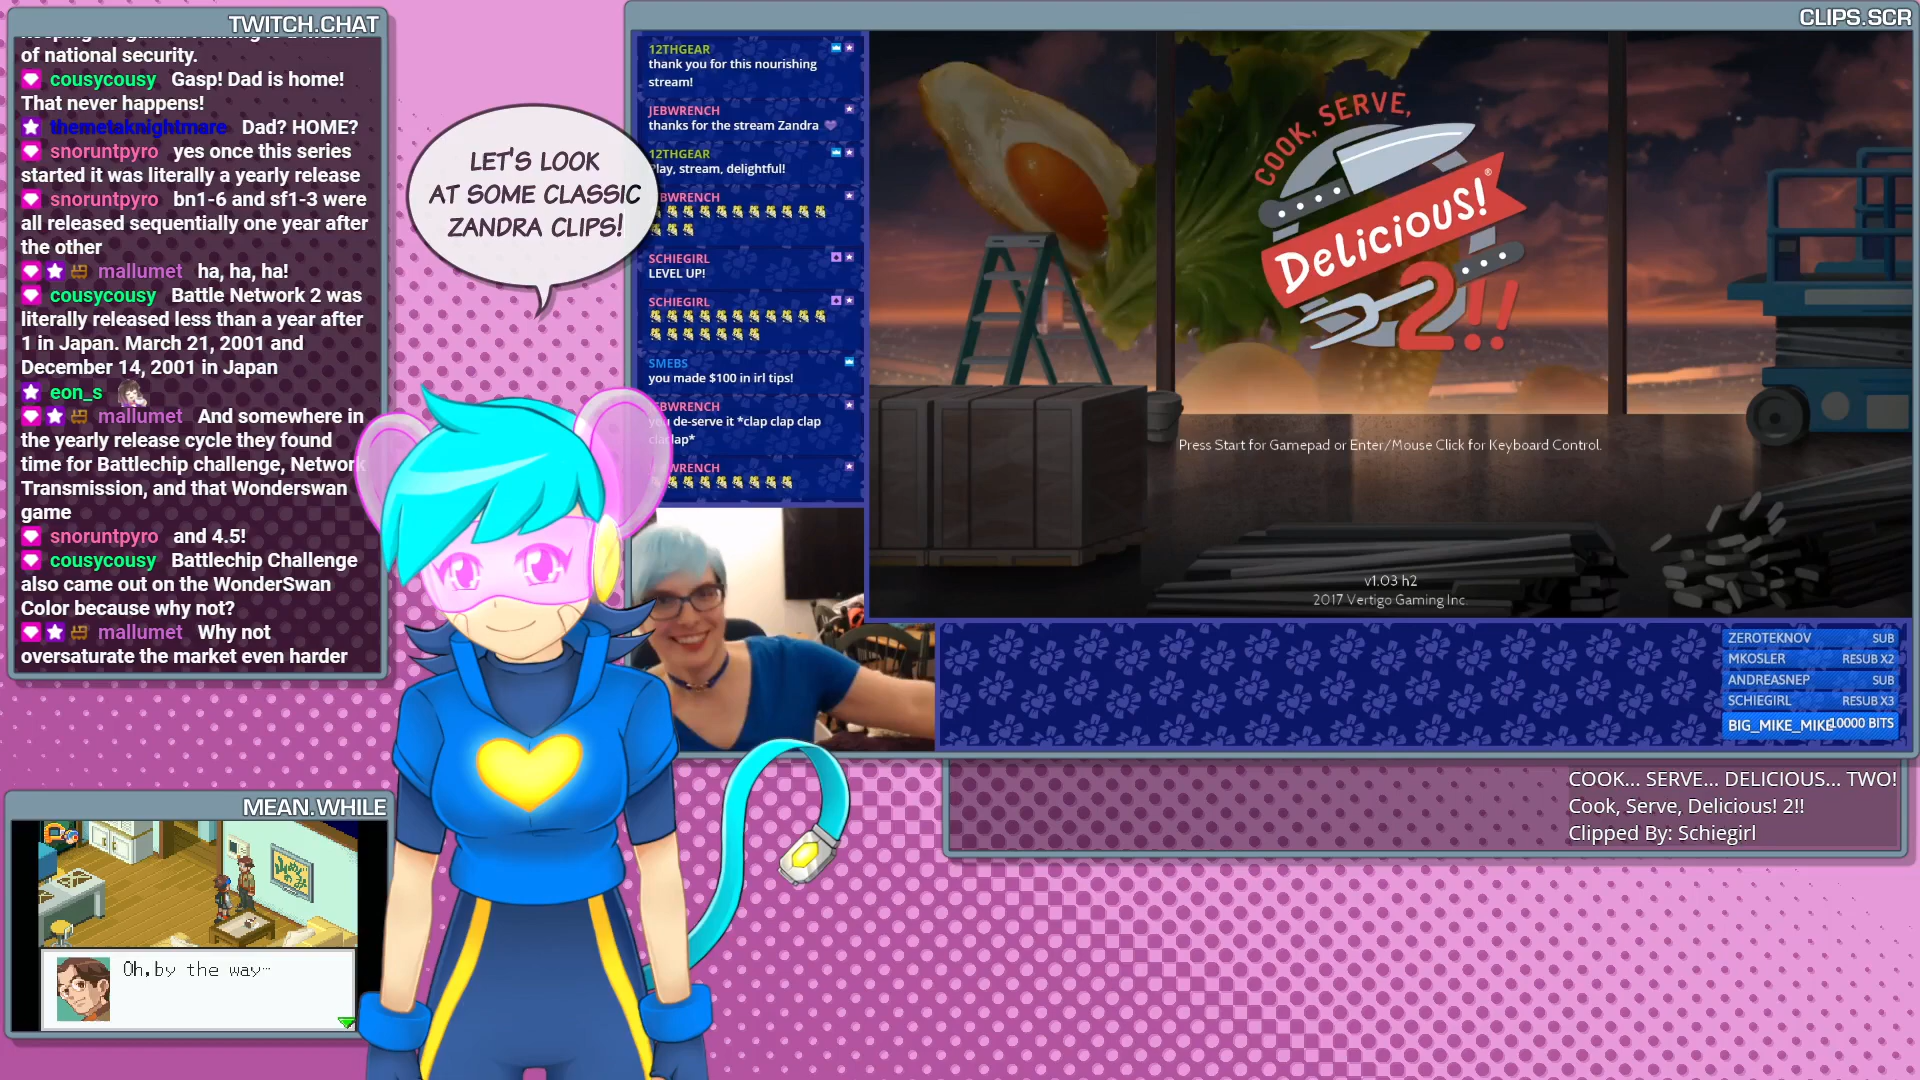 TWITCH.CHAT
of national security.
cousycousy Gasp! Dad is home!
That never happens!
themetaknightmare Dad? HOME?
snoruntpyro yes once this series
started it was literally a yearly release
snoruntpyro bn1-6 and sf1-3 were
all released sequentially one year after
the other
mallumet ha, ha, ha!
cousycousy Battle Network 2 was
literally released less than a year after
1 in Japan. March 21, 2001 and
December 14, 2001 in Japan
eon_s
mallumet And somewhere in
the yearly release cycle they found
time for Battlechip challenge, Network
Transmission, and that Wonderswan
game
snoruntpyro and 4.5!
cousycousy Battlechip Challenge
also came out on the WonderSwan
Color because why not?
mallumet Why not
oversaturate the market even harder
LET'S LOOK
AT SOME CLASSIC
ZANDRA CLIPS!
CLIPS.SCR
12THGEAR
thank you for this nourishing
stream!
JEBWRENCH
thanks for the stream Zandra
12THGEAR
Play, stream, delightful!
BWRENCH
SCHIEGIRL
LEVEL UP!
SCHIEGIRL
SMEBS
you made $100 in irl tips!
BWRENCH
you de-serve it *clap clap clap
lap*
WRENCH
COOK, SERVE,
Delicious!®
2!!
Press Start for Gamepad or Enter/Mouse Click for Keyboard Control.
v1.03 h2
2017 Vertigo Gaming Inc.
ZEROTEKNOV SUB
MKOSLER RESUB X2
ANDREASNEP SUB
SCHIEGIRL RESUB X3
BIG_MIKE_MIKE 10000 BITS
COOK... SERVE... DELICIOUS... TWO!
Cook, Serve, Delicious! 2!!
Clipped By: Schiegirl
MEAN.WHILE
Oh,by the way…